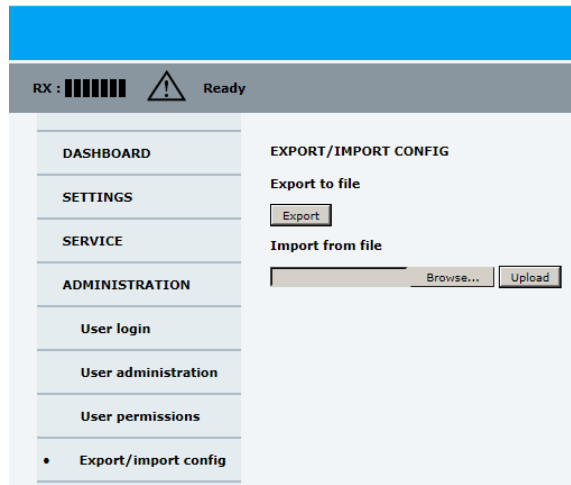 RX :
Ready
DASHBOARD
SETTINGS
SERVICE
ADMINISTRATION
User login
User administration
User permissions
• Export/import config
EXPORT/IMPORT CONFIG
Export to file
Export
Import from file
Browse... Upload